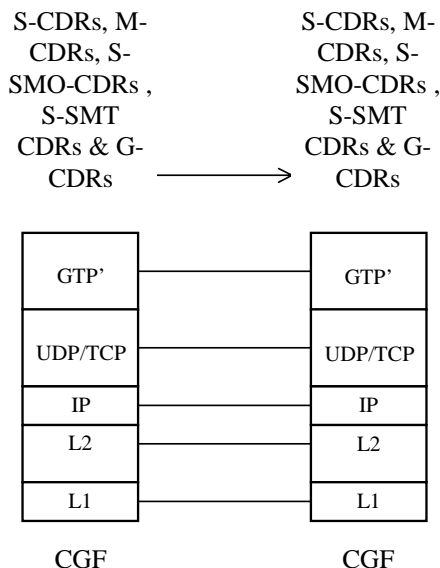 S-CDRs, M-
CDRs, S-
SMO-CDRs ,
S-SMT
CDRs & G-
CDRs
S-CDRs, M-
CDRs, S-
SMO-CDRs ,
S-SMT
CDRs & G-
CDRs
GTP’
UDP/TCP
IP
L2
L1
CGF
GTP’
UDP/TCP
IP
L2
L1
CGF